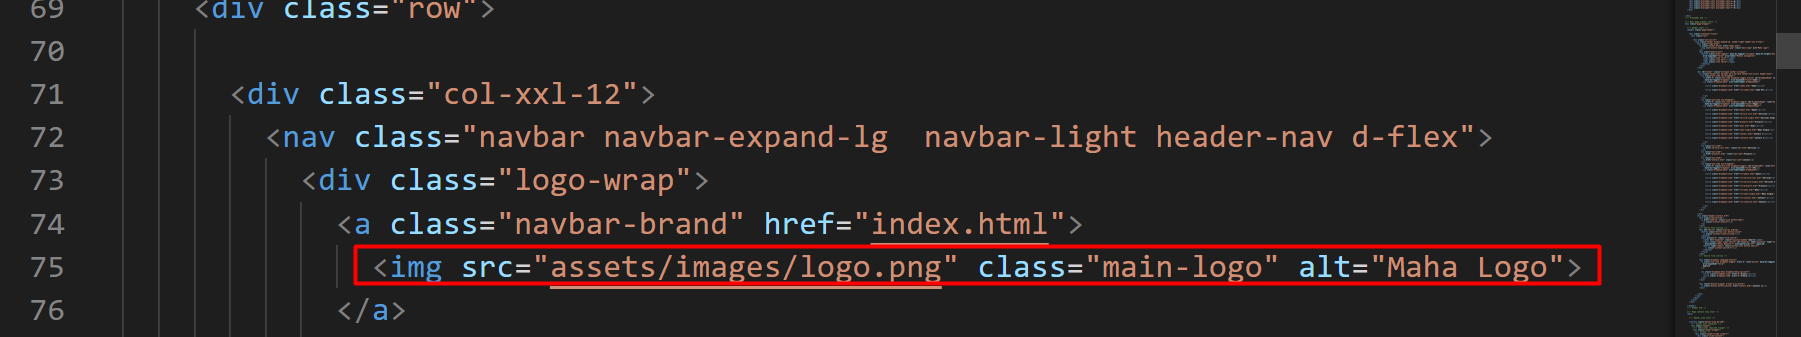 69 <div class="row">
70
71 <div class="col-xxl-12">
72 <nav class="navbar navbar-expand-lg  navbar-light header-nav d-flex">
73 <div class="logo-wrap">
74 <a class="navbar-brand" href="index.html">
75 <img src="assets/images/logo.png" class="main-logo" alt="Maha Logo">
76 </a>